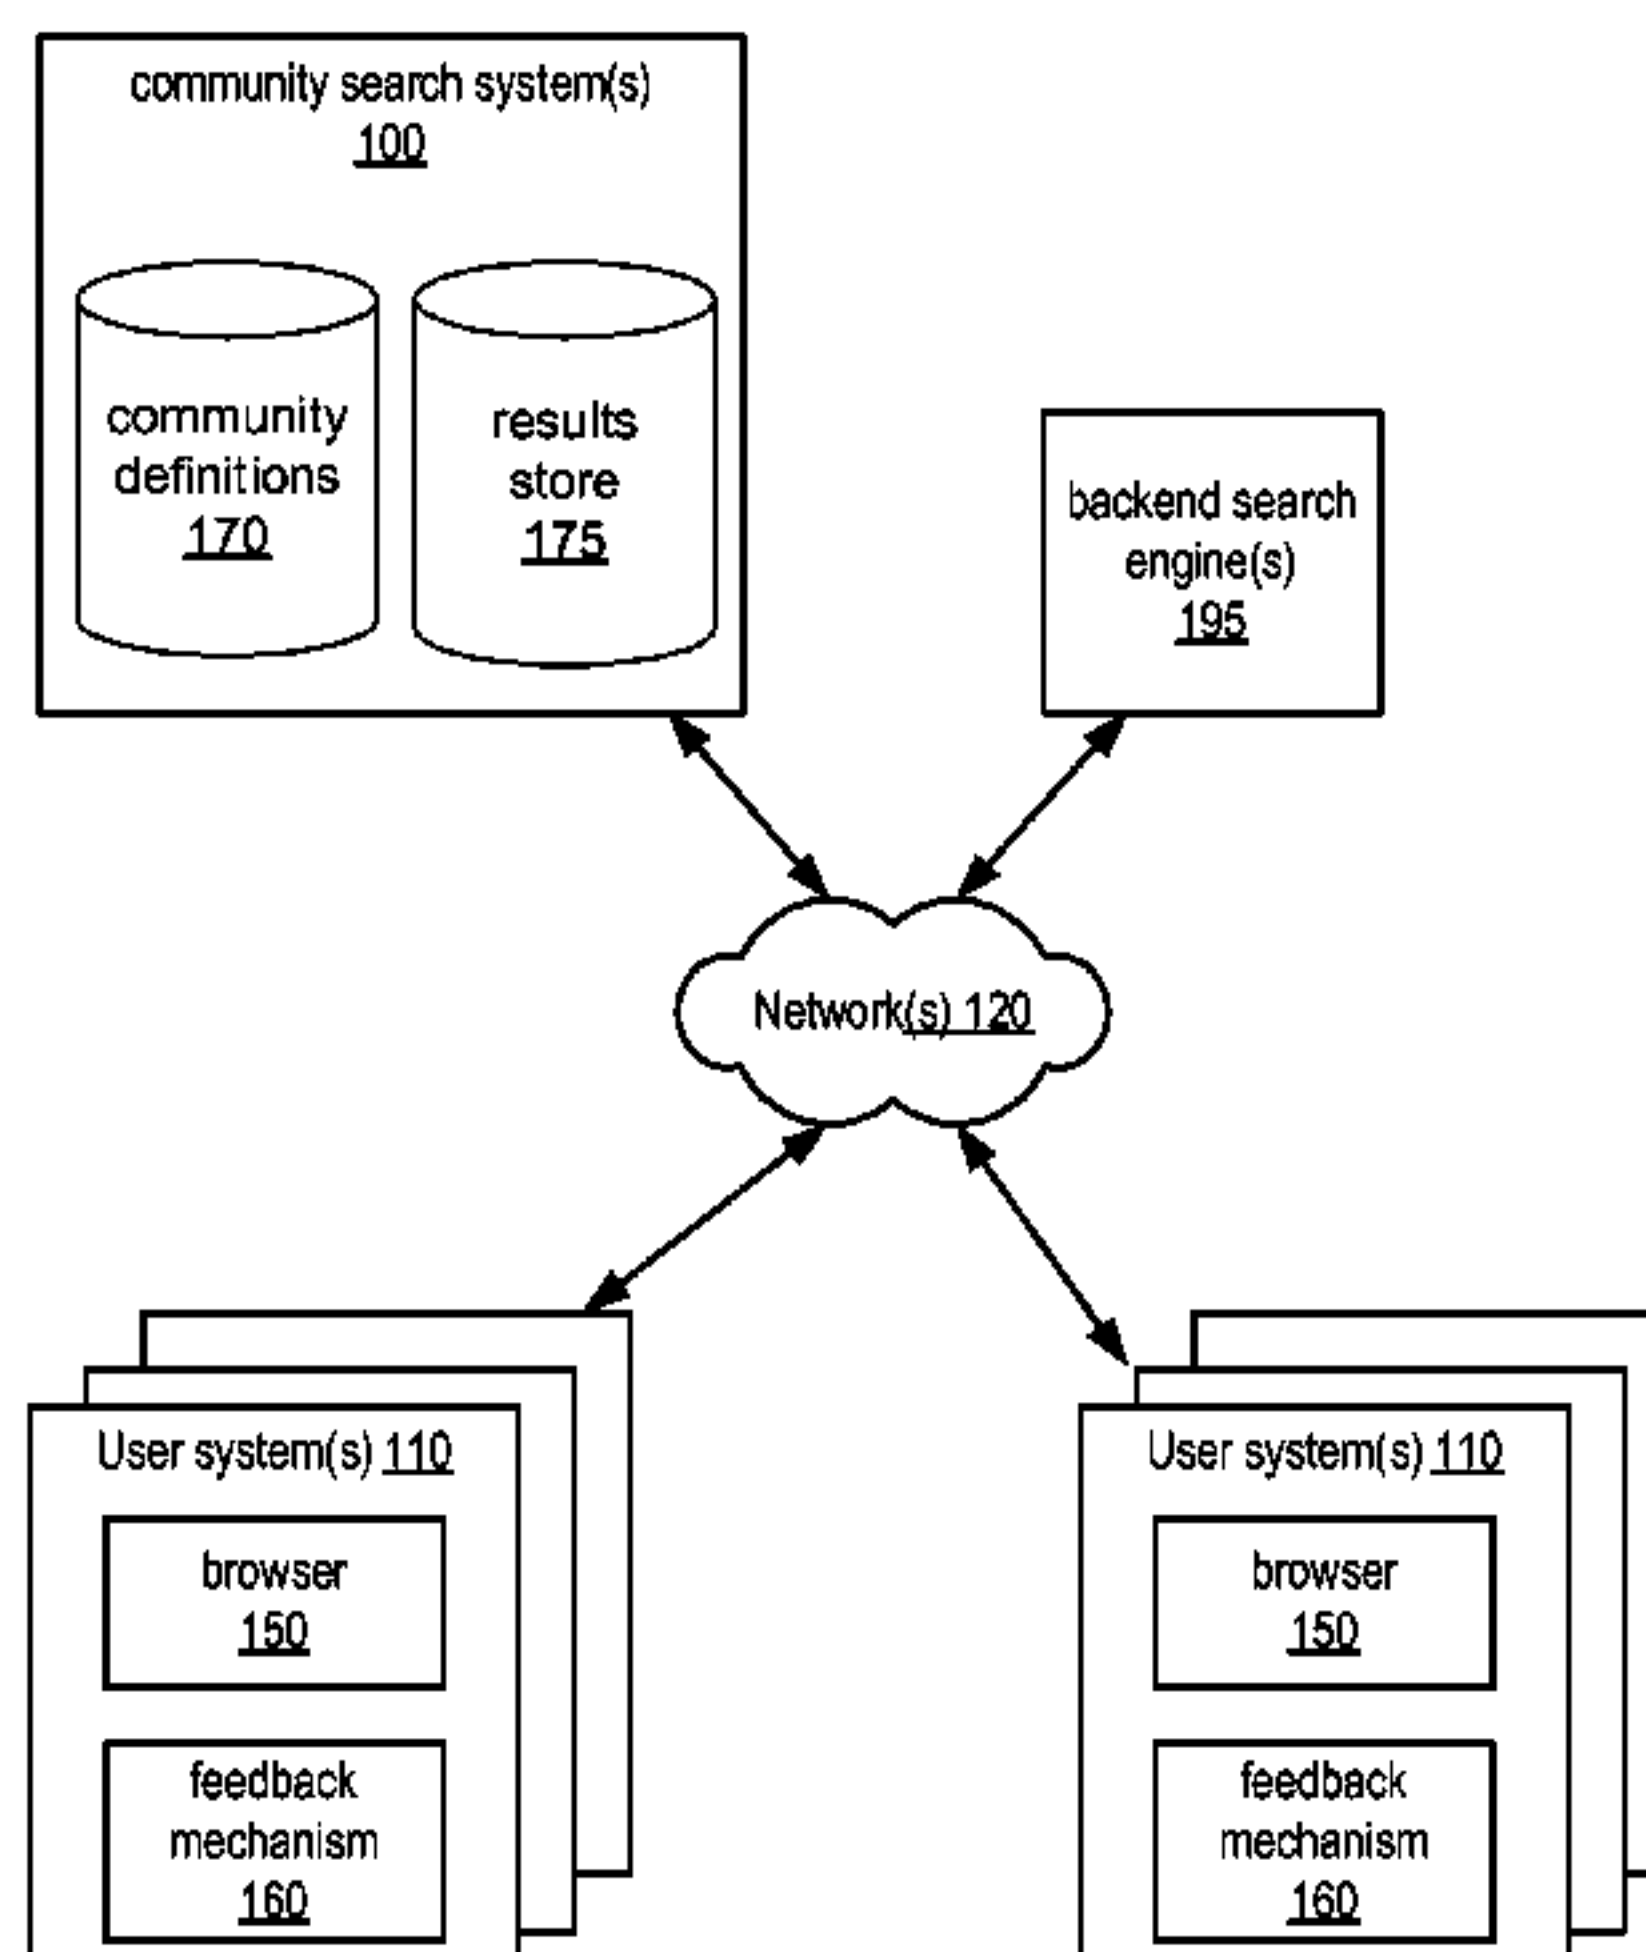 community search system(s)
100
community
definitions
170
results
store
175
backend search
engine(s)
195
Network(s) 120
User system(s) 110
browser
150
feedback
mechanism
160
User system(s) 110
browser
150
feedback
mechanism
160